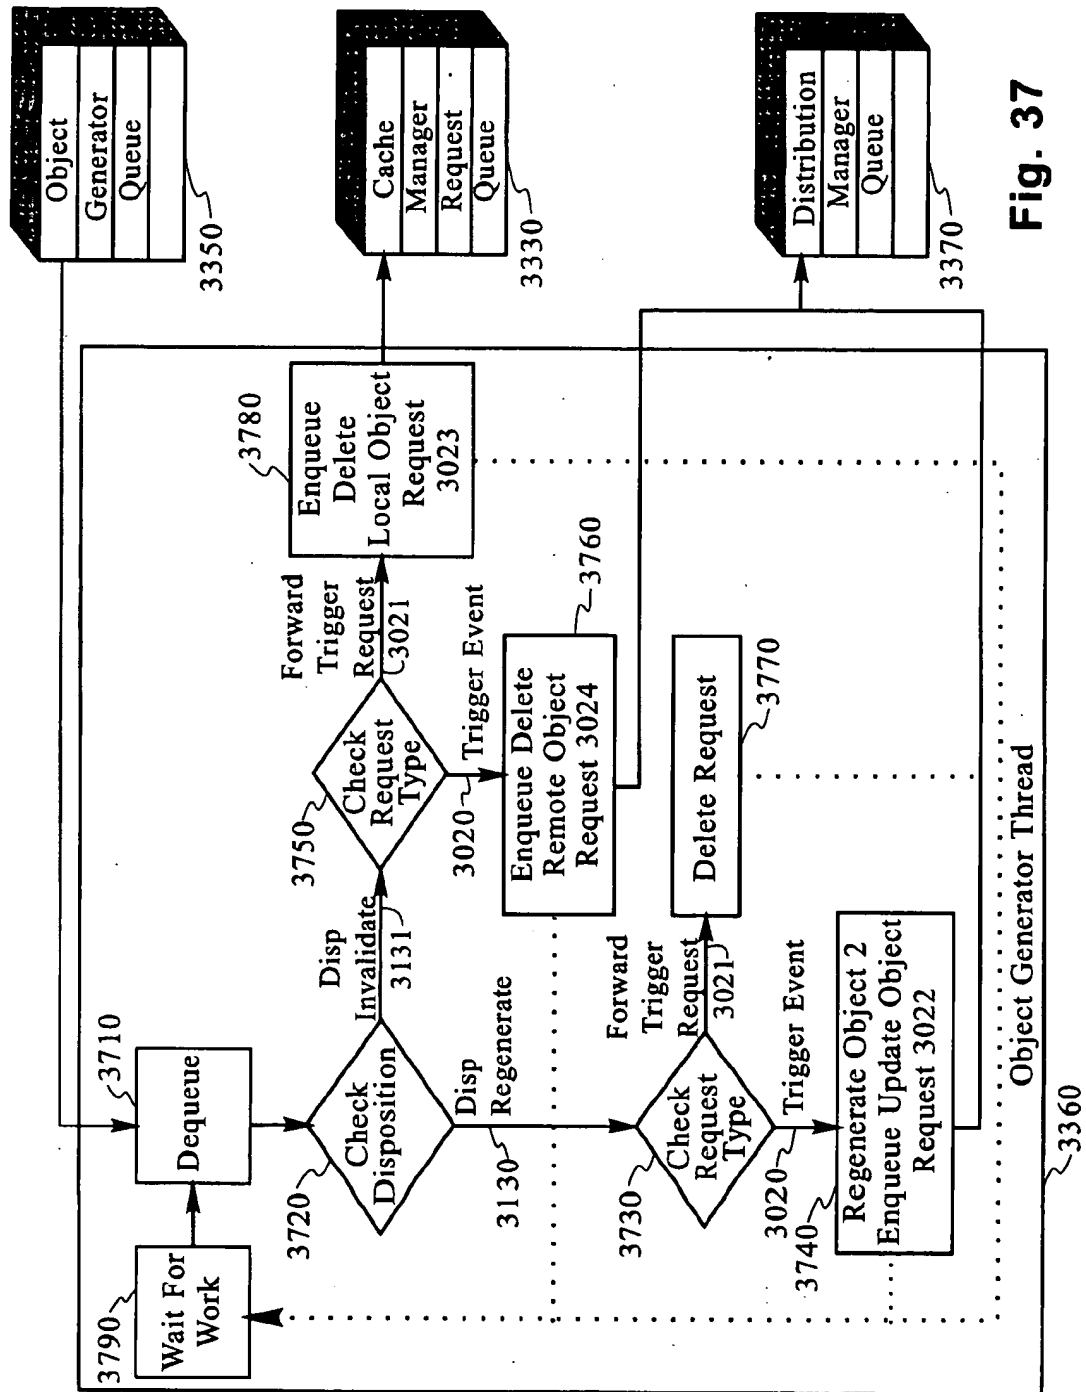 3790
Wait For
Work
3710
Dequeue
3720
Check
Disposition
Disp
Invalidate
3131
Disp
Regenerate
3130
3750
Check
Request
Type
Forward
Trigger
Request
3021
3780
Enqueue
Delete
Local Object
Request
3023
Trigger Event
3020
Enqueue Delete
Remote Object
Request 3024
3760
3730
Check
Request
Type
Forward
Trigger
Request
3021
Delete Request
3770
Trigger Event
3020
3740
Regenerate Object 2
Enqueue Update Object
Request 3022
Object Generator Thread
3360
Object
Generator
Queue
3350
Cache
Manager
Request
Queue
3330
Distribution
Manager
Queue
3370
Fig. 37